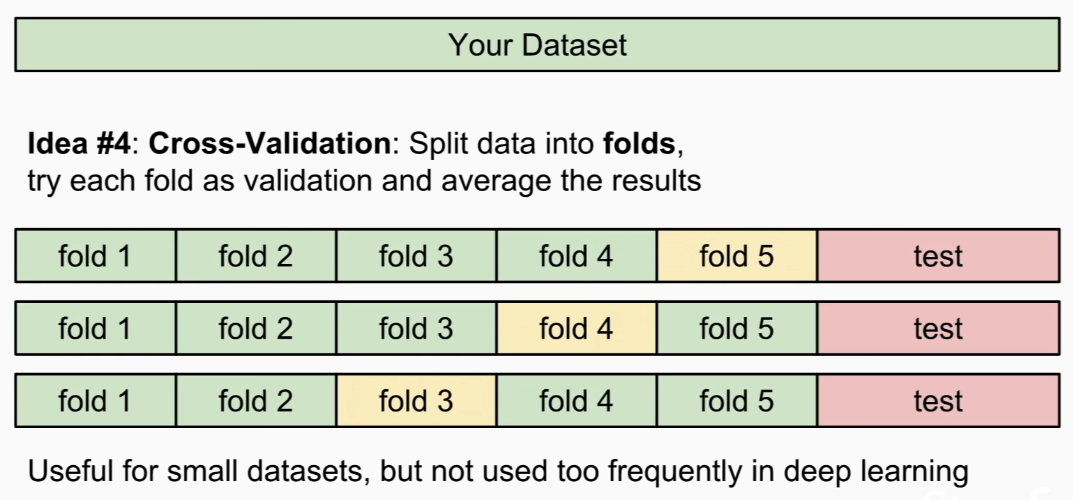 Your Dataset
Idea #4: Cross-Validation: Split data into folds,
try each fold as validation and average the results
fold 1 fold 2 fold 3 fold 4 fold 5 test
fold 1 fold 2 fold 3 fold 4 fold 5 test
fold 1 fold 2 fold 3 fold 4 fold 5 test
Useful for small datasets, but not used too frequently in deep learning